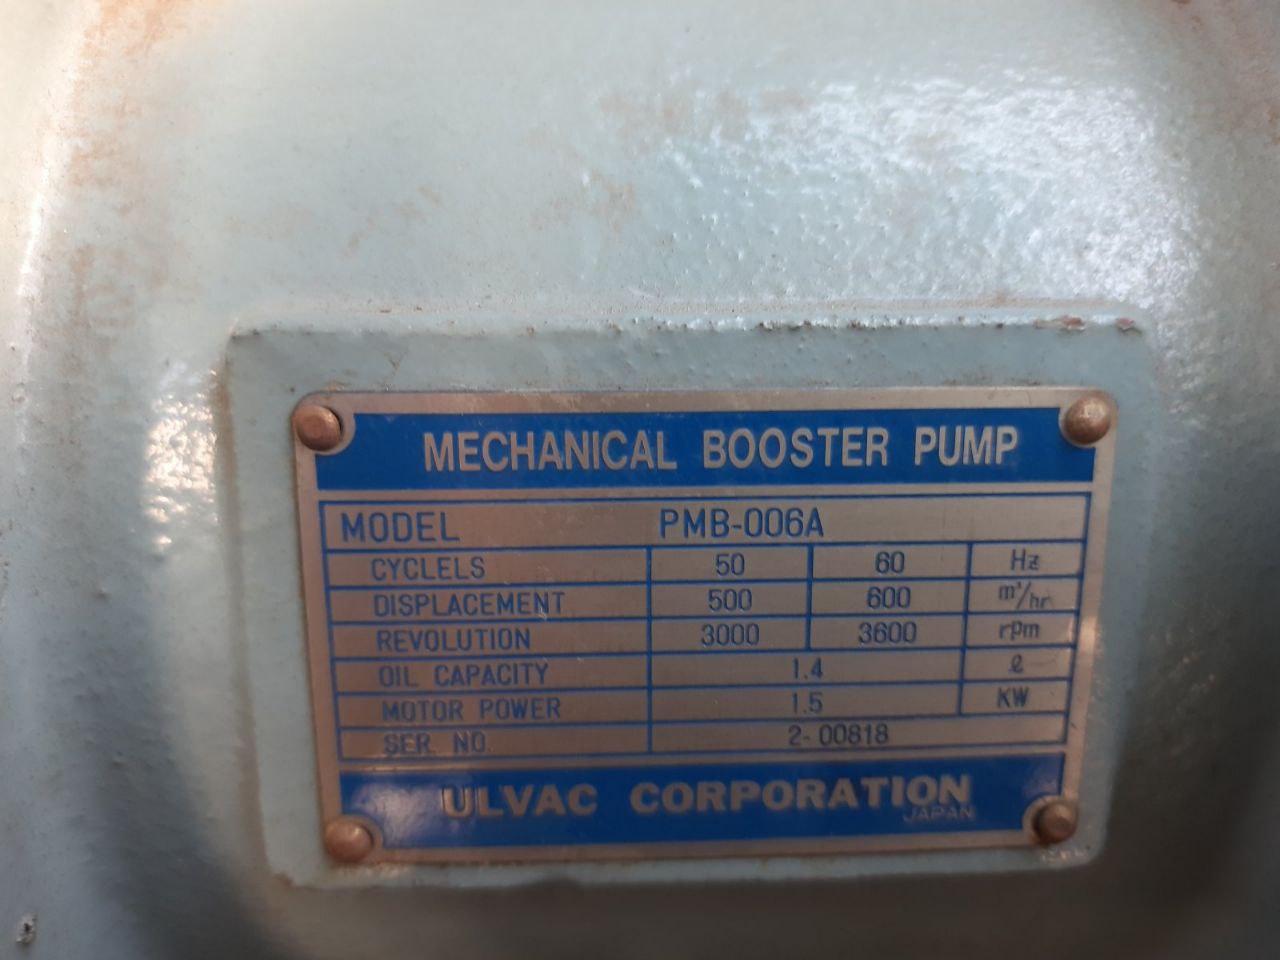 MECHANICAL BOOSTER PUMP
MODEL PMB-006A
CYCLELS 50 60 Hz
DISPLACEMENT 500 600 m³/hr
REVOLUTION 3000 3600 rpm
OIL CAPACITY 1.4 ℓ
MOTOR POWER 1.5 KW
SER. NO. 2-00818
ULVAC CORPORATION
JAPAN